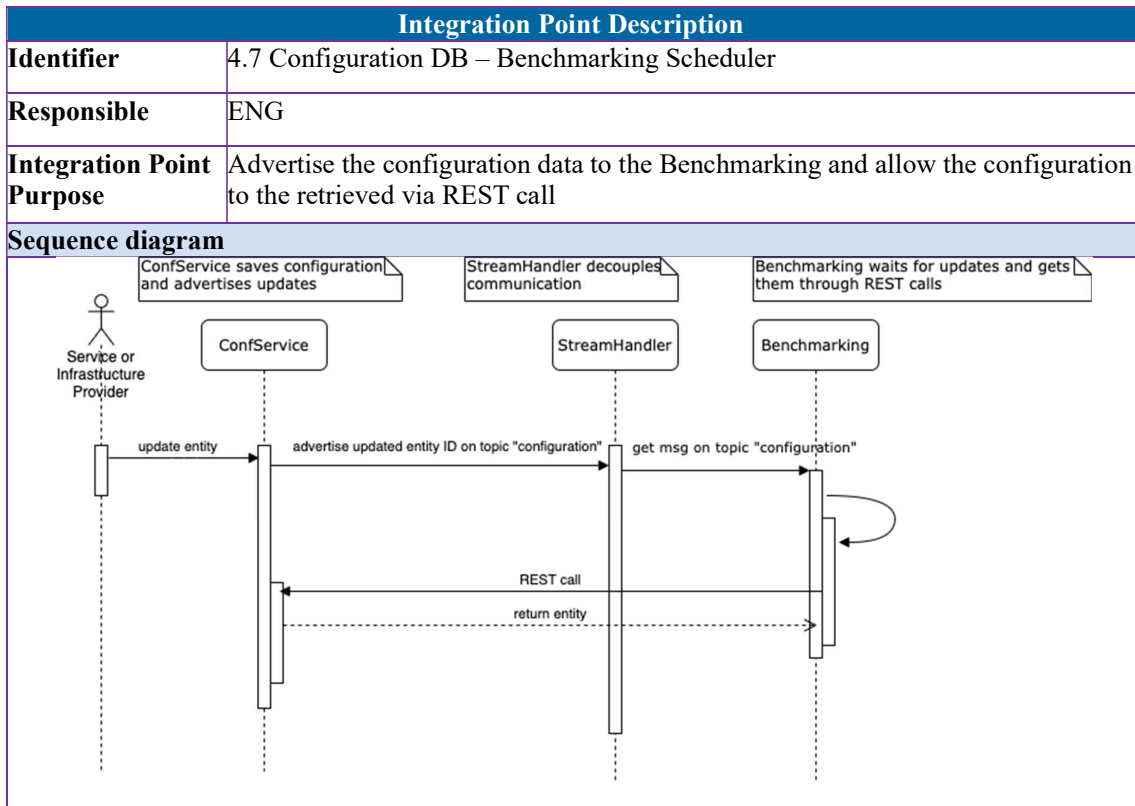 Integration Point Description
Identifier
4.7 Configuration DB – Benchmarking Scheduler
Responsible
ENG
Integration Point
Purpose
Advertise the configuration data to the Benchmarking and allow the configuration
to the retrieved via REST call
Sequence diagram
ConfService saves configuration
and advertises updates
StreamHandler decouples
communication
Benchmarking waits for updates and gets
them through REST calls
Service or
Infrastructure
Provider
ConfService
StreamHandler
Benchmarking
update entity
advertise updated entity ID on topic "configuration"
get msg on topic "configuration"
REST call
return entity